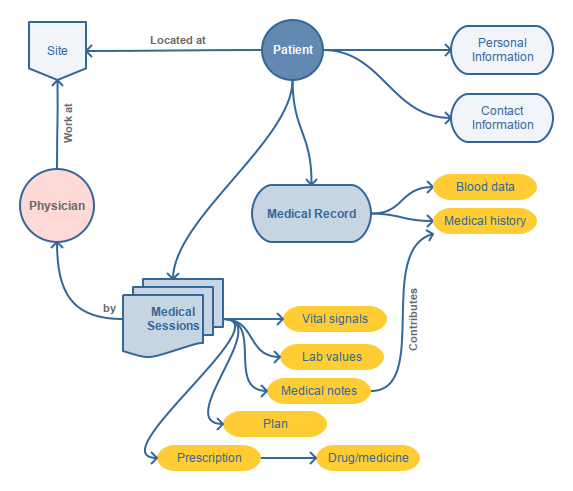 Located at
Site
Patient
Personal
Information
Contact
Information
Work at
Physician
Medical Record
Blood data
Medical history
by
Medical
Sessions
Vital signals
Lab values
Medical notes
Contributes
Plan
Prescription
Drug/medicine